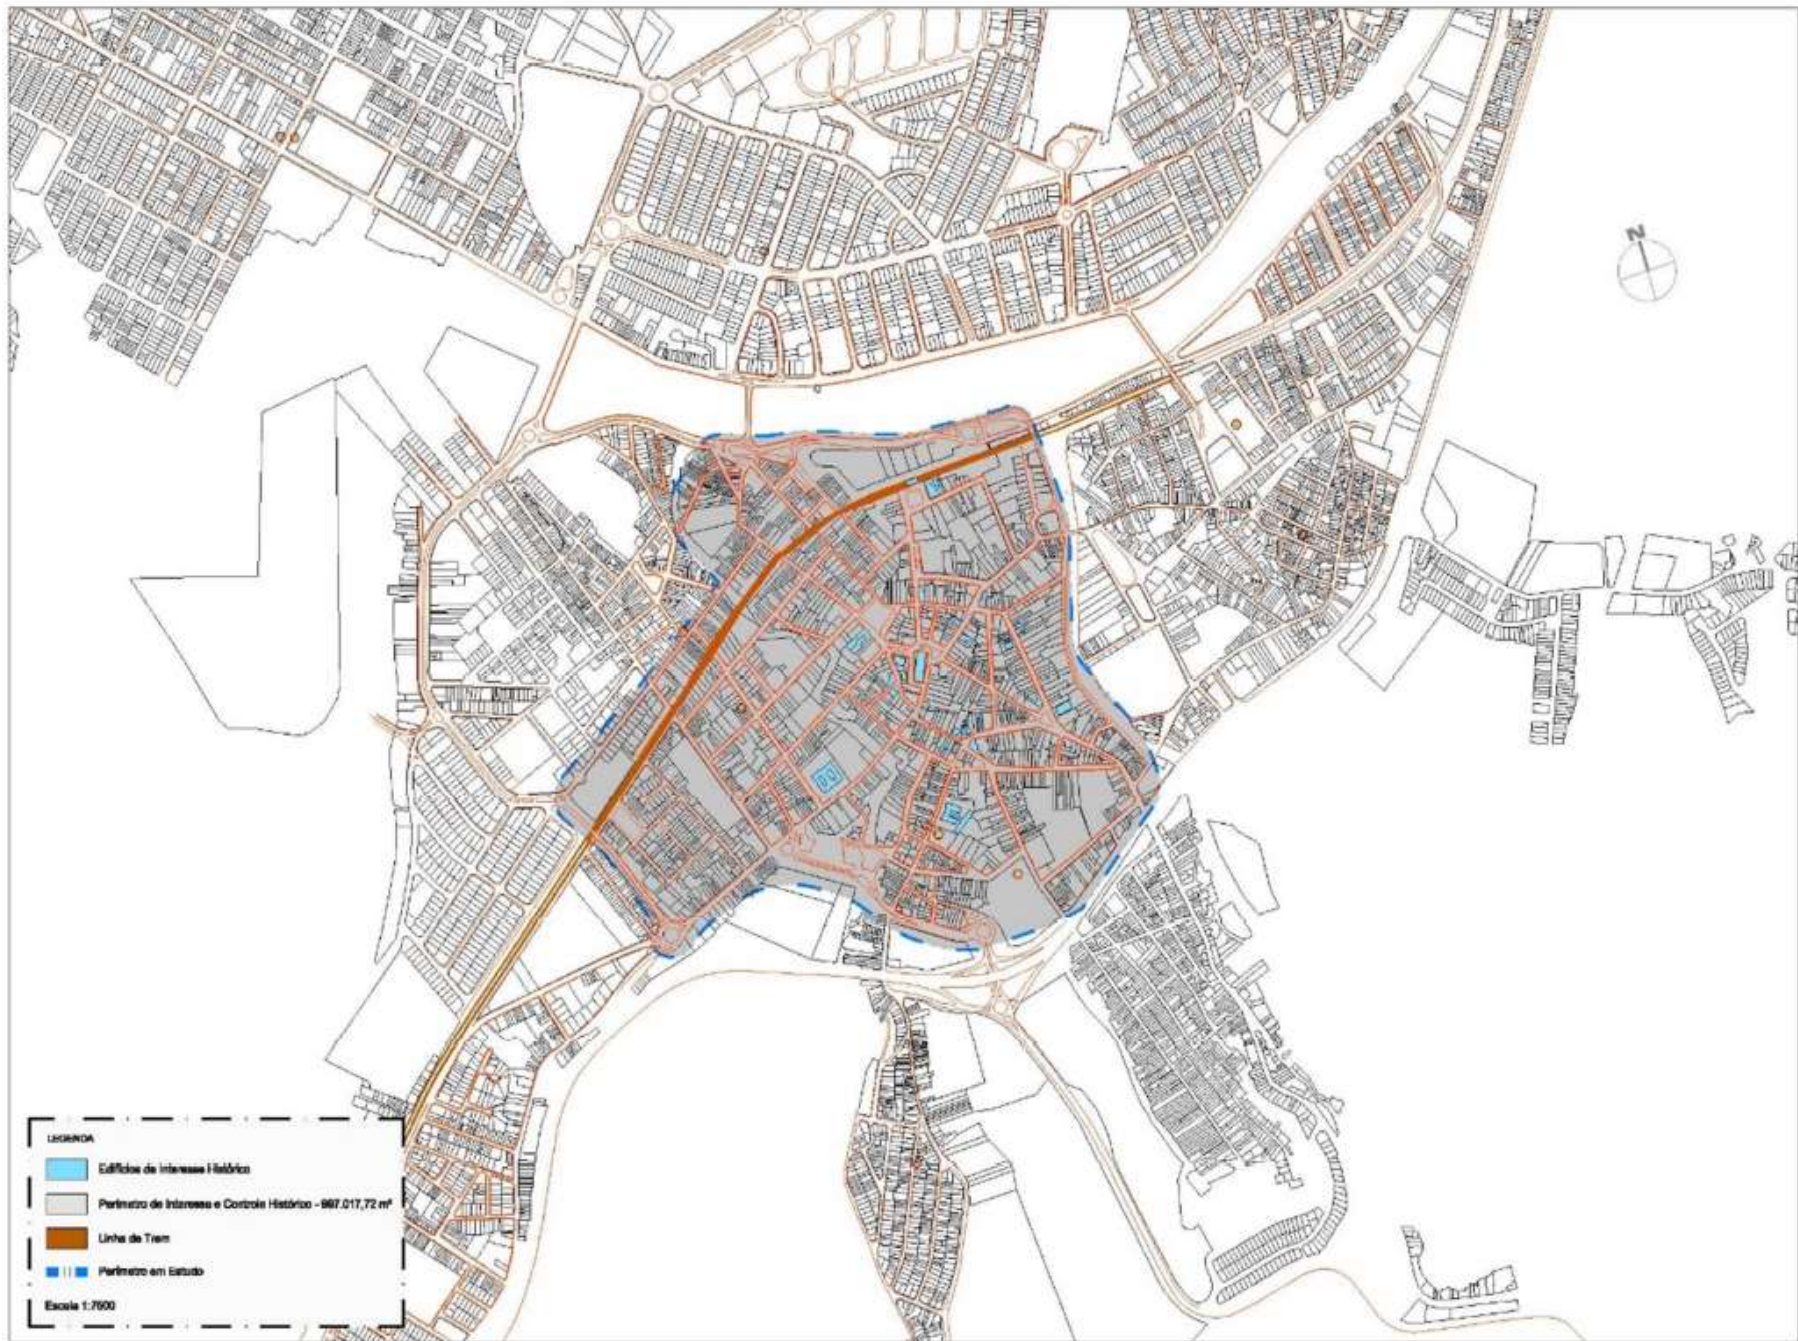 N
LEGENDA
Edifícios de Interesse Histórico
Perímetro de Interesse e Controle Histórico - 997.017,72 m²
Linha de Trem
Perímetro em Estudo
Escala 1:7500